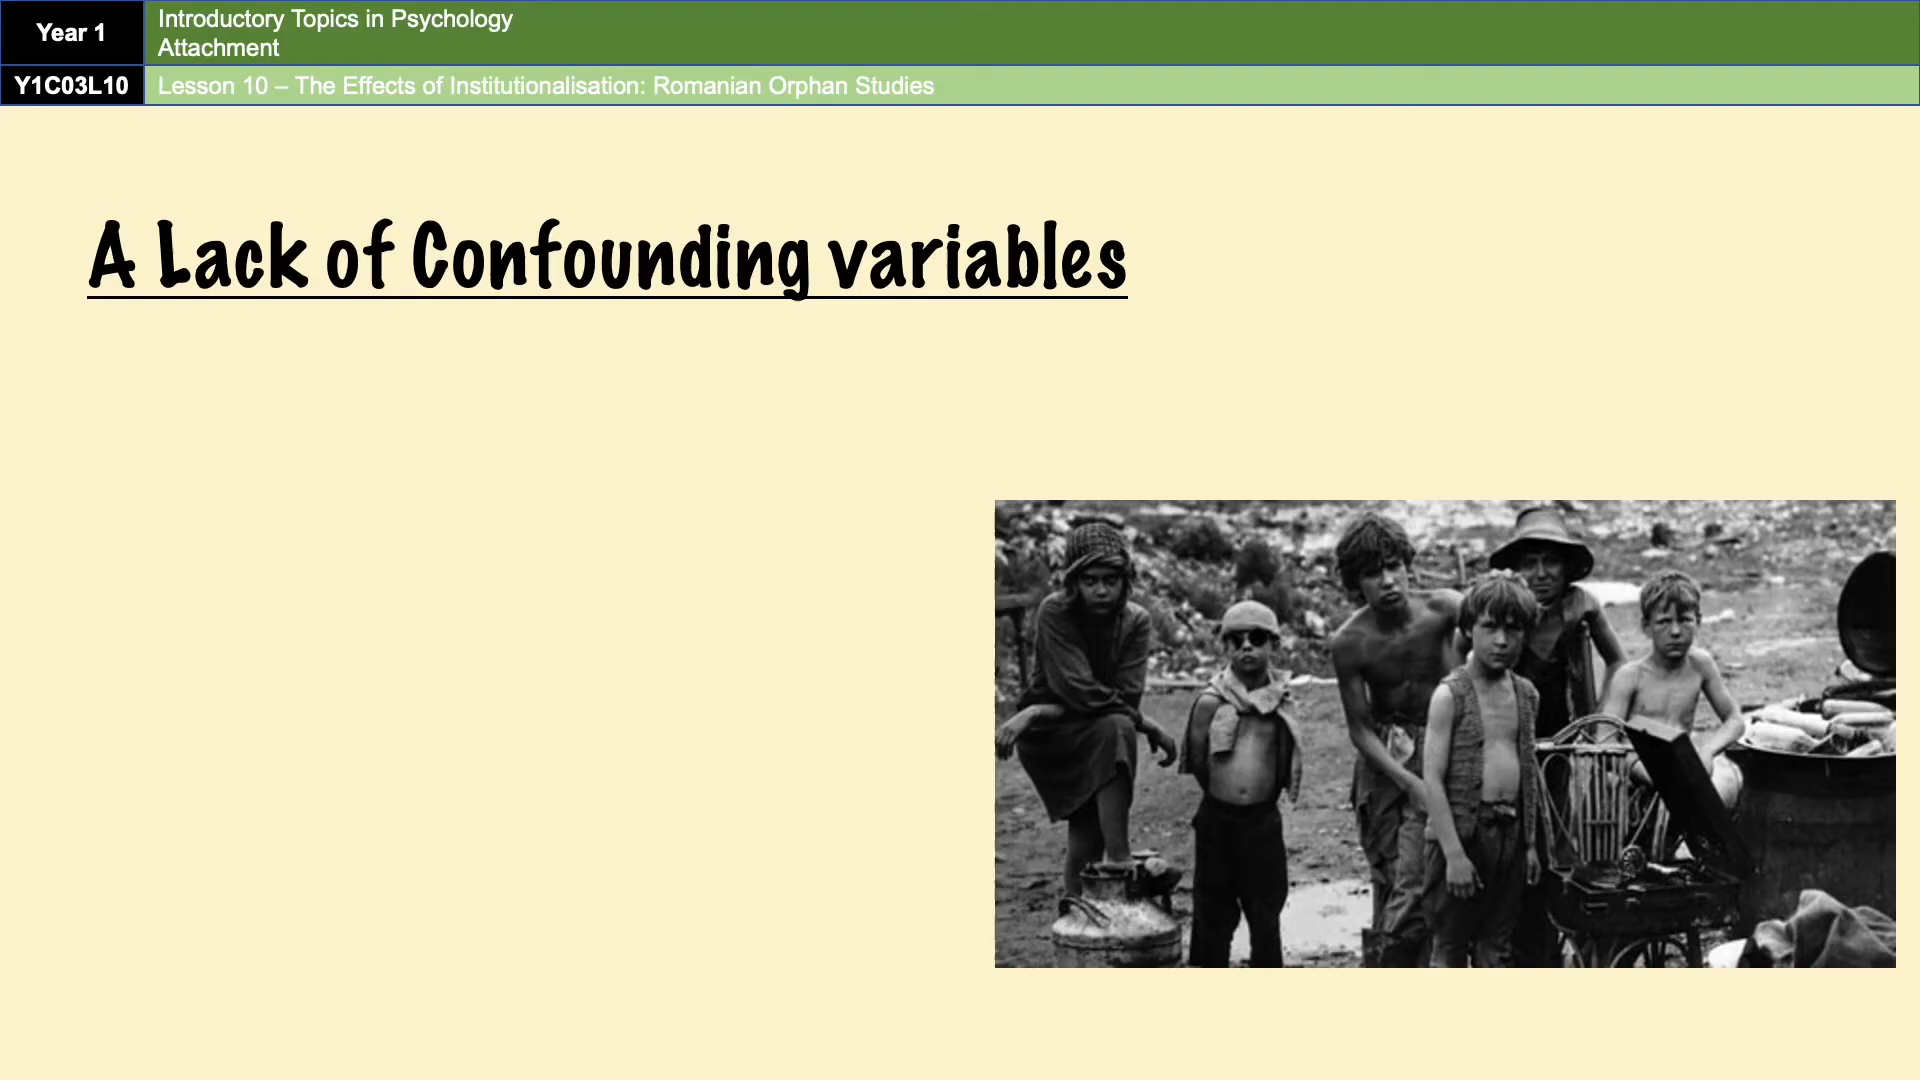 Year 1
Introductory Topics in Psychology
Attachment
Y1C03L10
Lesson 10 – The Effects of Institutionalisation: Romanian Orphan Studies
A Lack of Confounding variables